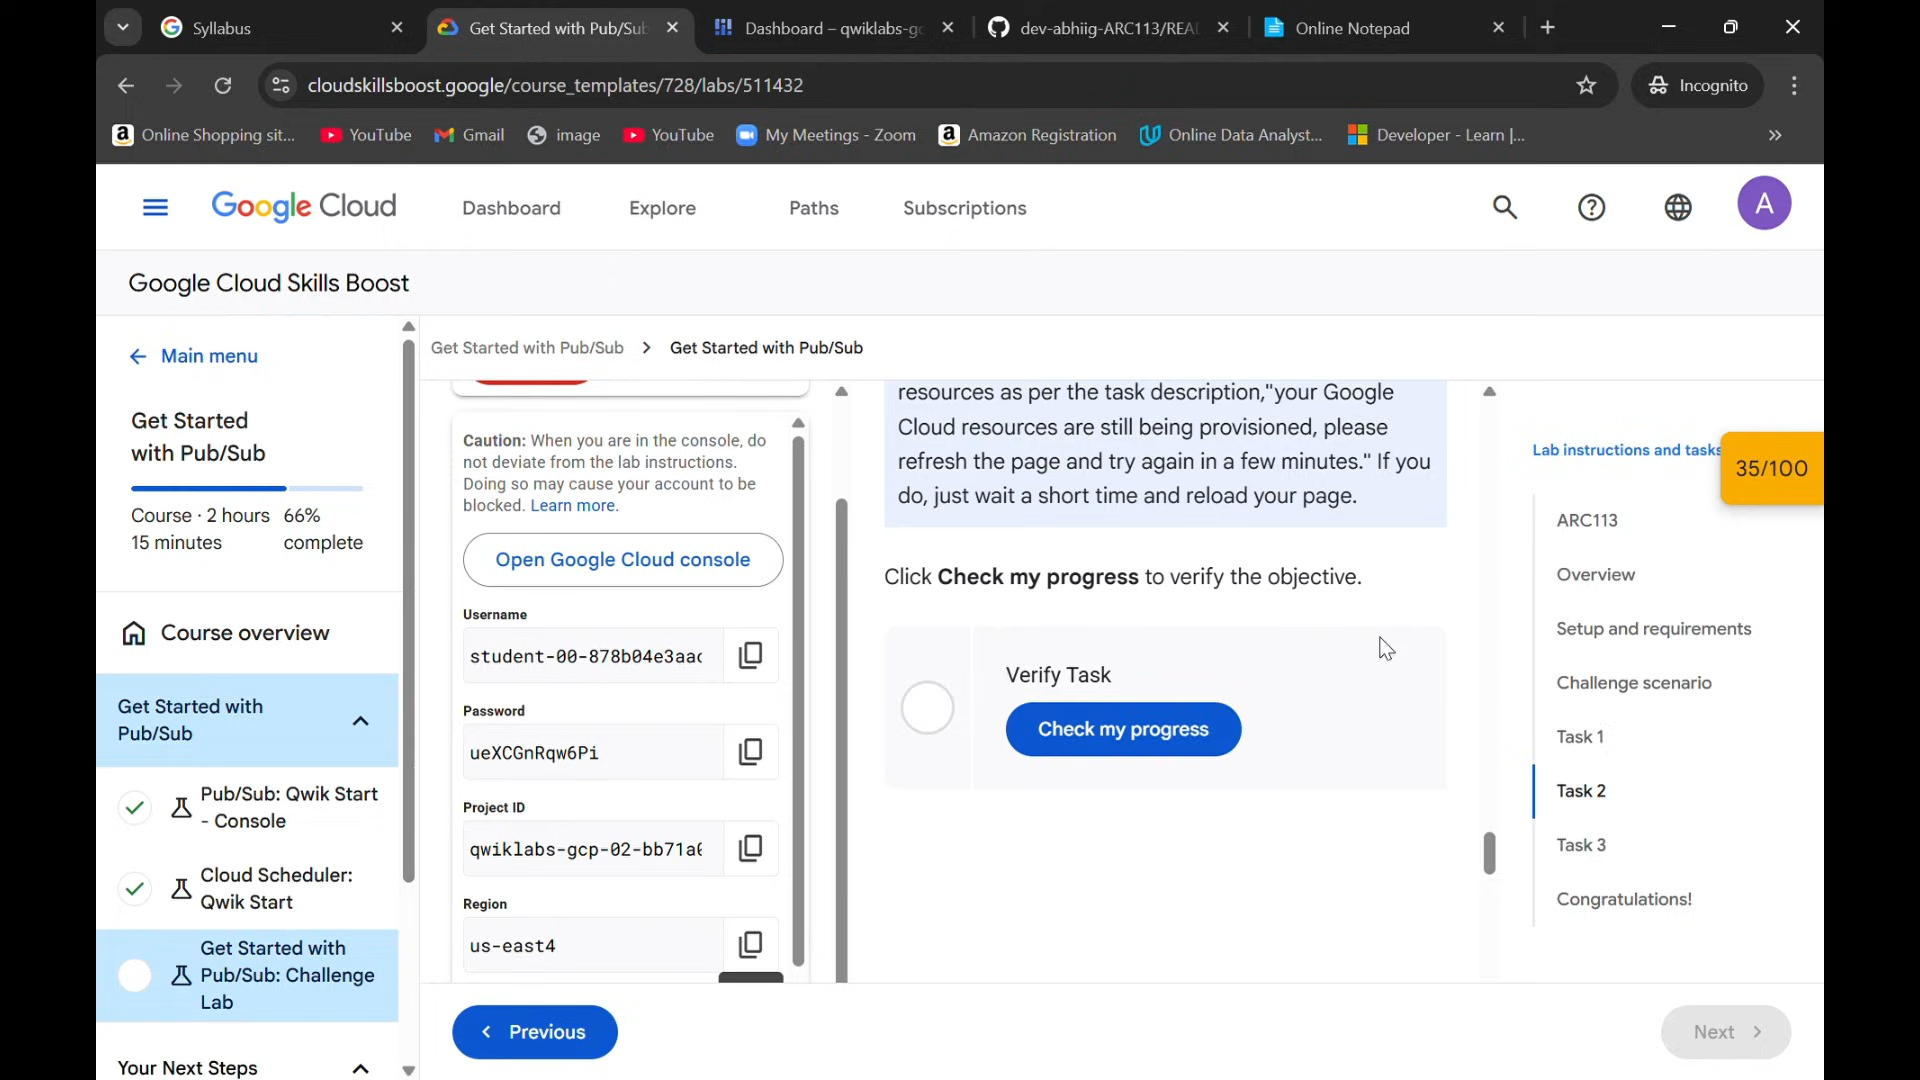 Syllabus
Get Started with Pub/Sub
Dashboard – qwiklabs-gc
dev-abhiig-ARC113/REA
Online Notepad
cloudskillsboost.google/course_templates/728/labs/511432
Incognito
Online Shopping sit...
YouTube
Gmail
image
YouTube
My Meetings - Zoom
Amazon Registration
Online Data Analyst...
Developer - Learn |...
Google Cloud
Dashboard
Explore
Paths
Subscriptions
A
Google Cloud Skills Boost
Main menu
Get Started
with Pub/Sub
Course · 2 hours
15 minutes
66%
complete
Course overview
Get Started with
Pub/Sub
Pub/Sub: Qwik Start
- Console
Cloud Scheduler:
Qwik Start
Get Started with
Pub/Sub: Challenge
Lab
Your Next Steps
Get Started with Pub/Sub > Get Started with Pub/Sub
Caution: When you are in the console, do
not deviate from the lab instructions.
Doing so may cause your account to be
blocked. Learn more.
Open Google Cloud console
Username
student-00-878b04e3aac
Password
ueXCGnRqw6Pi
Project ID
qwiklabs-gcp-02-bb71a0
Region
us-east4
resources as per the task description,"your Google
Cloud resources are still being provisioned, please
refresh the page and try again in a few minutes." If you
do, just wait a short time and reload your page.
Click Check my progress to verify the objective.
Verify Task
Check my progress
Lab instructions and tasks
35/100
ARC113
Overview
Setup and requirements
Challenge scenario
Task 1
Task 2
Task 3
Congratulations!
Previous
Next